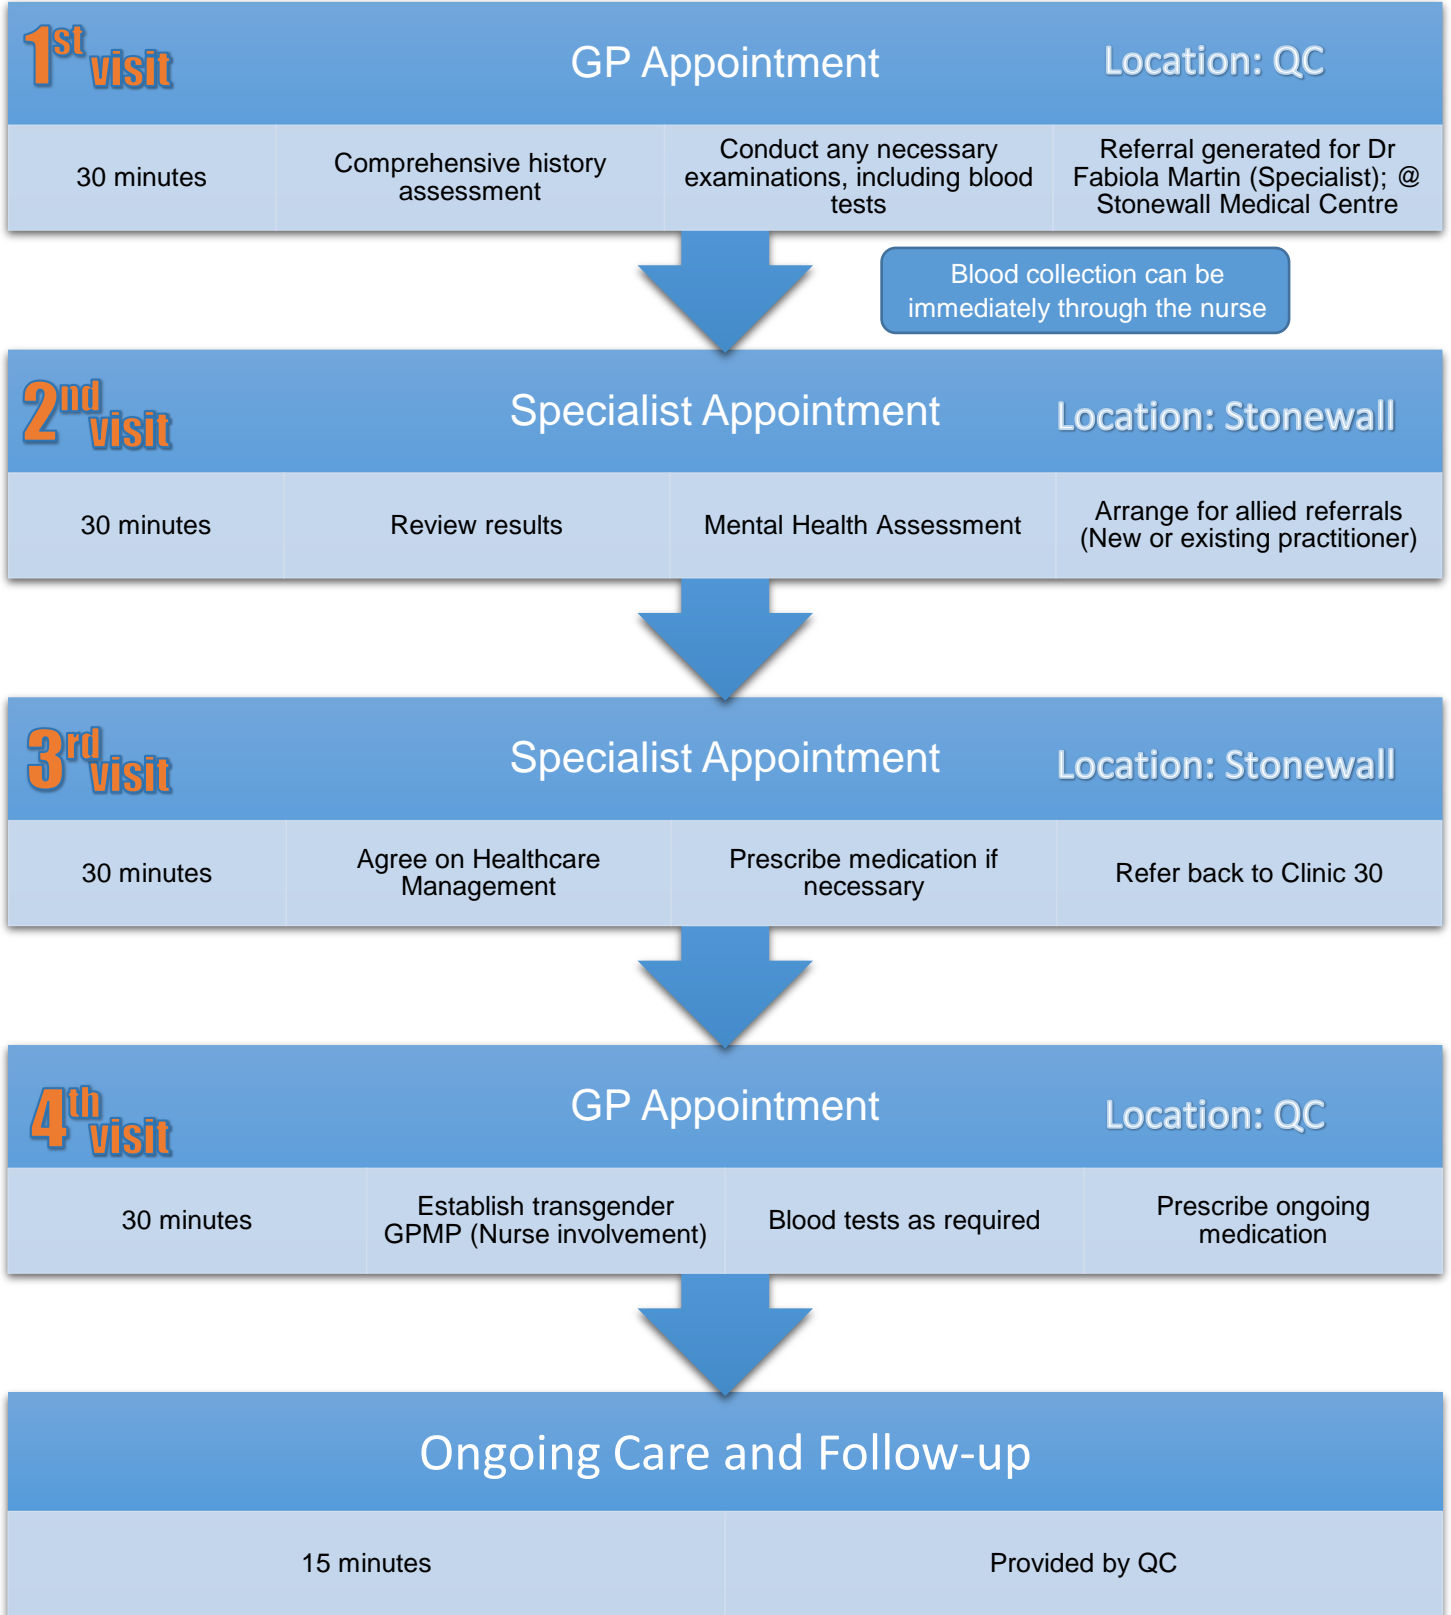 1st visit
GP Appointment
Location: QC
30 minutes
Comprehensive history
assessment
Conduct any necessary
examinations, including blood
tests
Referral generated for Dr
Fabiola Martin (Specialist); @
Stonewall Medical Centre
Blood collection can be
immediately through the nurse
2nd visit
Specialist Appointment
Location: Stonewall
30 minutes
Review results
Mental Health Assessment
Arrange for allied referrals
(New or existing practitioner)
3rd visit
Specialist Appointment
Location: Stonewall
30 minutes
Agree on Healthcare
Management
Prescribe medication if
necessary
Refer back to Clinic 30
4th visit
GP Appointment
Location: QC
30 minutes
Establish transgender
GPMP (Nurse involvement)
Blood tests as required
Prescribe ongoing
medication
Ongoing Care and Follow-up
15 minutes
Provided by QC